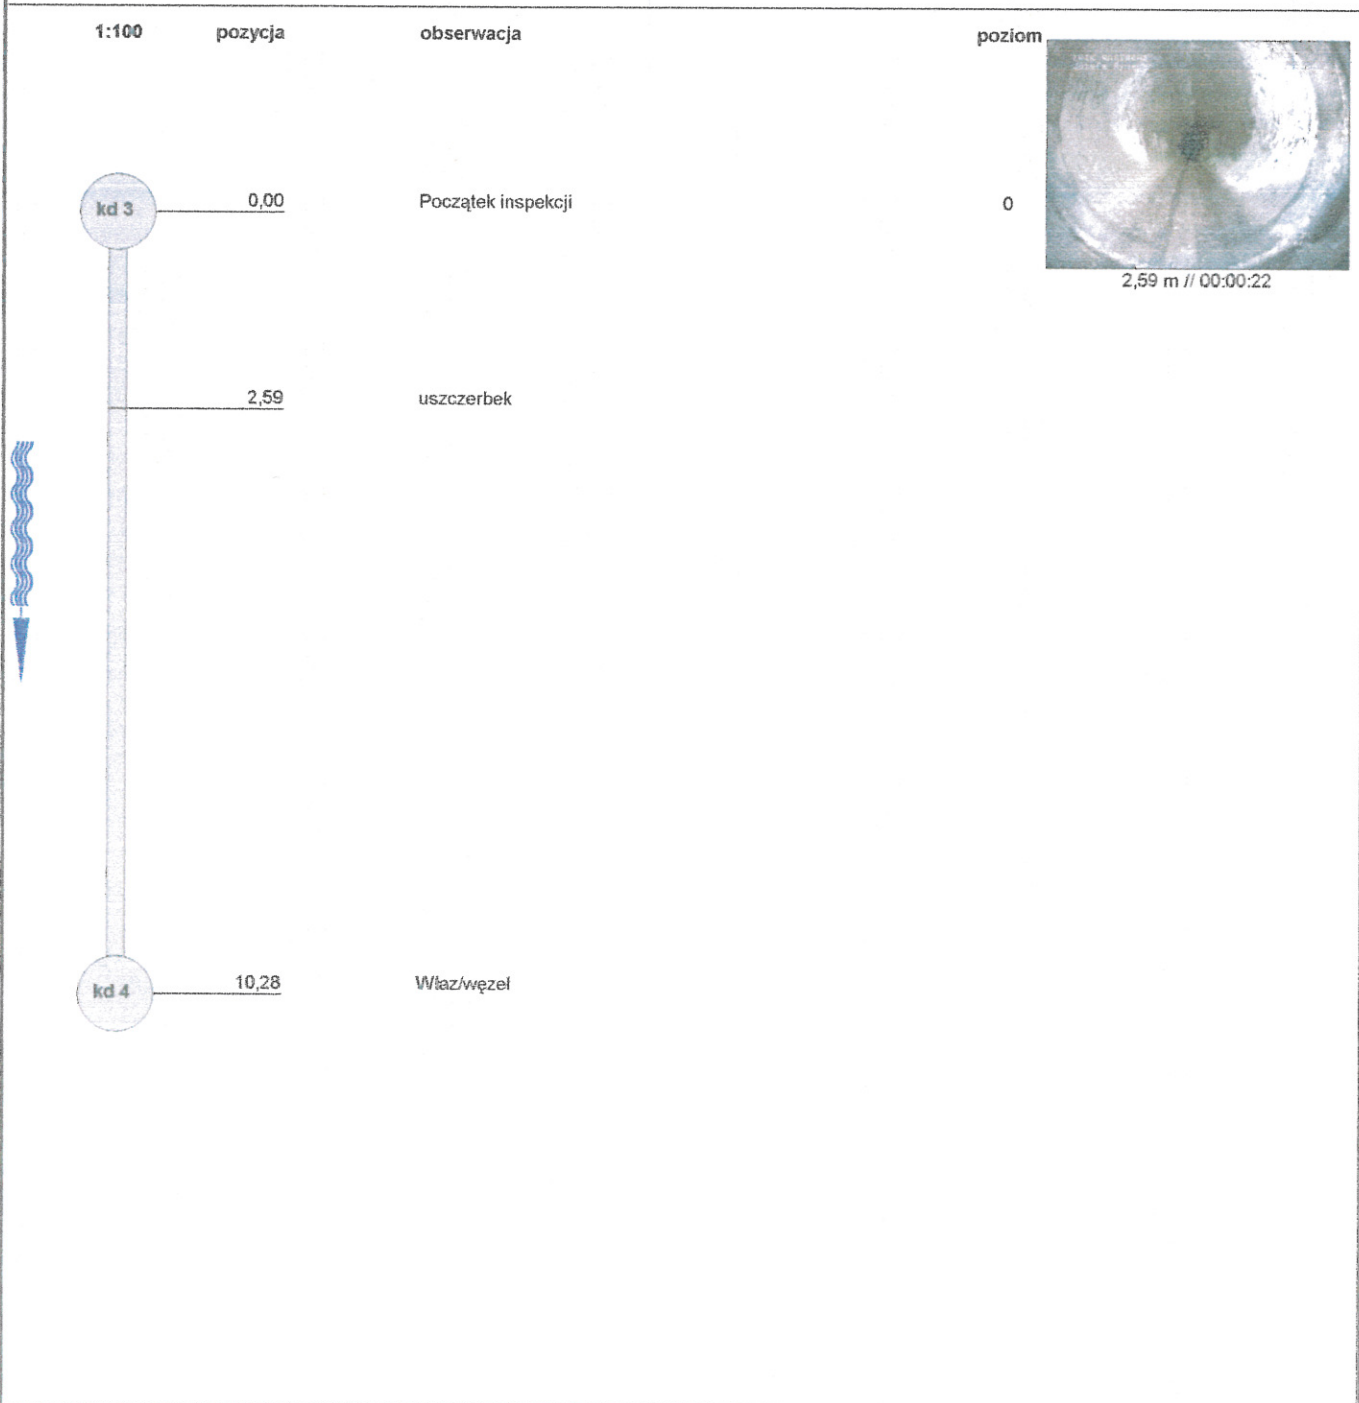 1:100 pozycja obserwacja poziom
kd 3 0,00 Początek inspekcji 0
2,59 m // 00:00:22
2,59 uszczerbek
kd 4 10,28 Właz/węzeł